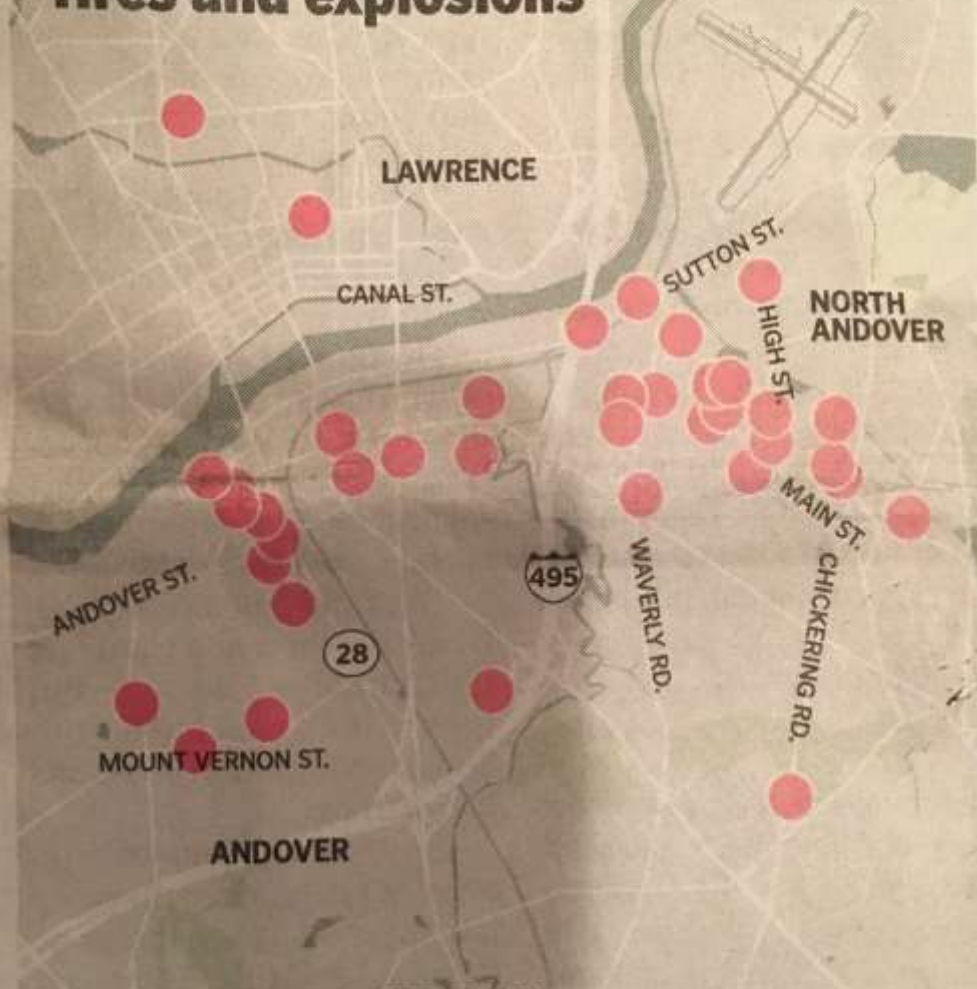 Fires and explosions
LAWRENCE
SUTTON ST.
CANAL ST.
NORTH
ANDOVER
HIGH ST.
MAIN ST.
495
ANDOVER ST.
WAVERLY RD.
CHICKERING RD.
28
MOUNT VERNON ST.
ANDOVER